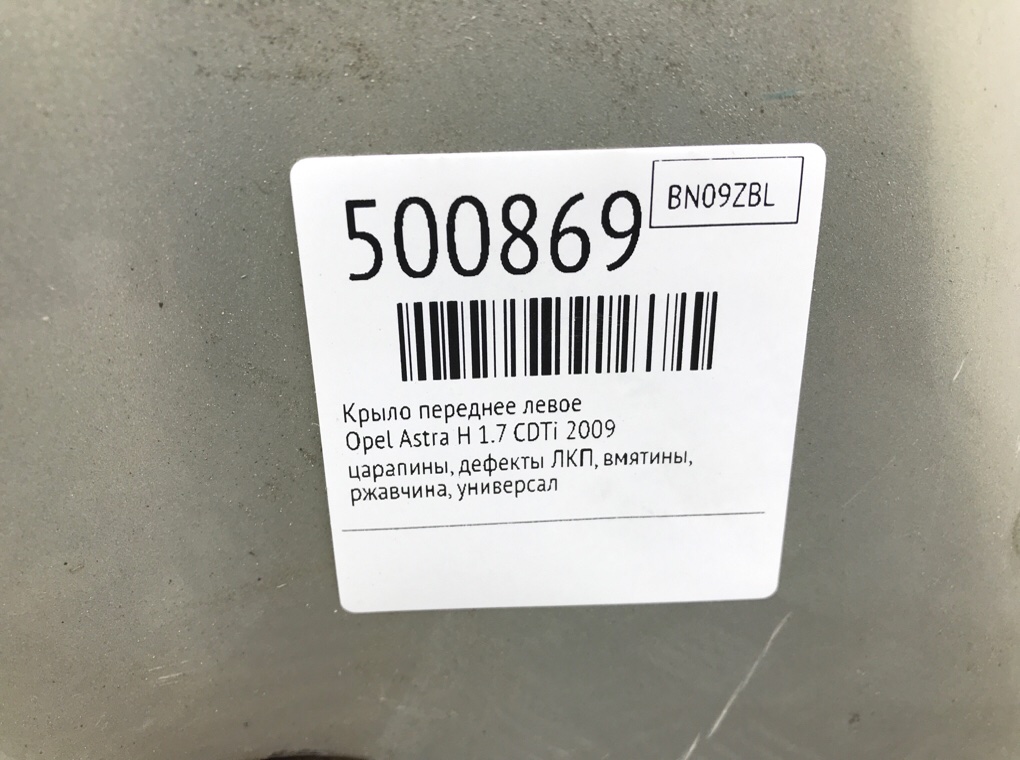 500869
BN09ZBL
Крыло переднее левое
Opel Astra H 1.7 CDTi 2009
царапины, дефекты ЛКП, вмятины,
ржавчина, универсал